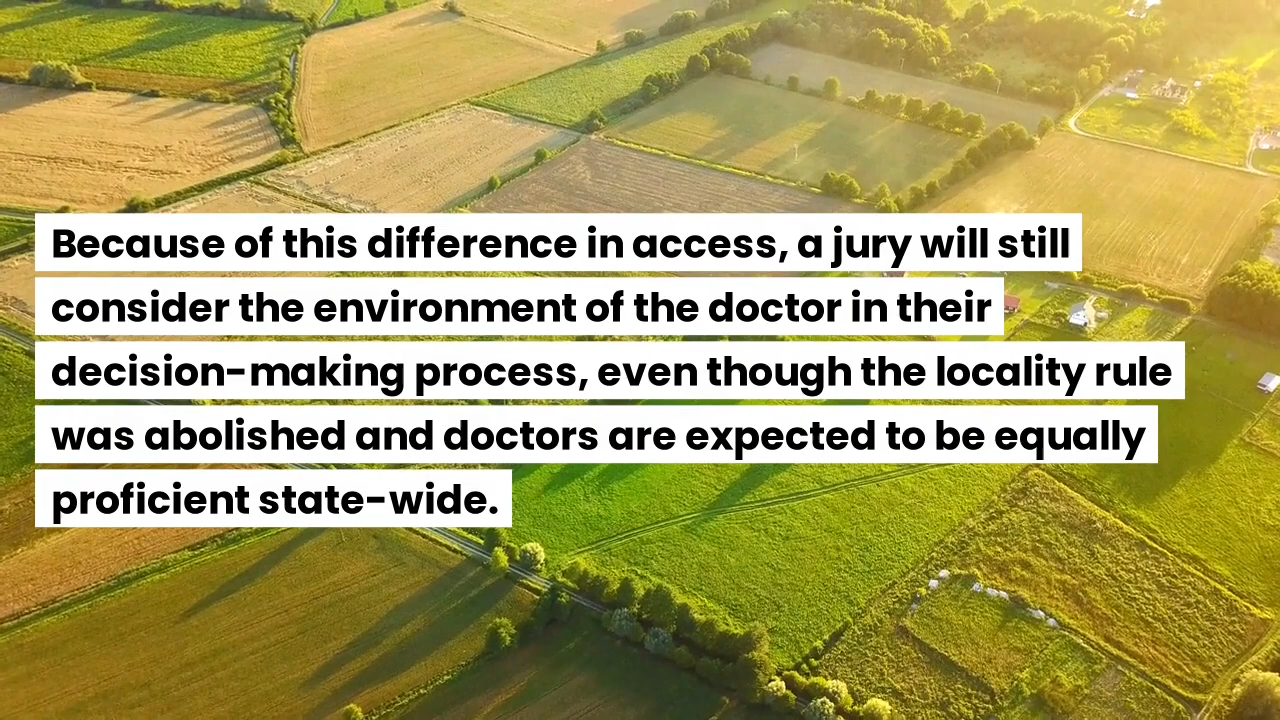 Because of this difference in access, a jury will still
consider the environment of the doctor in their
decision-making process, even though the locality rule
was abolished and doctors are expected to be equally
proficient state-wide.